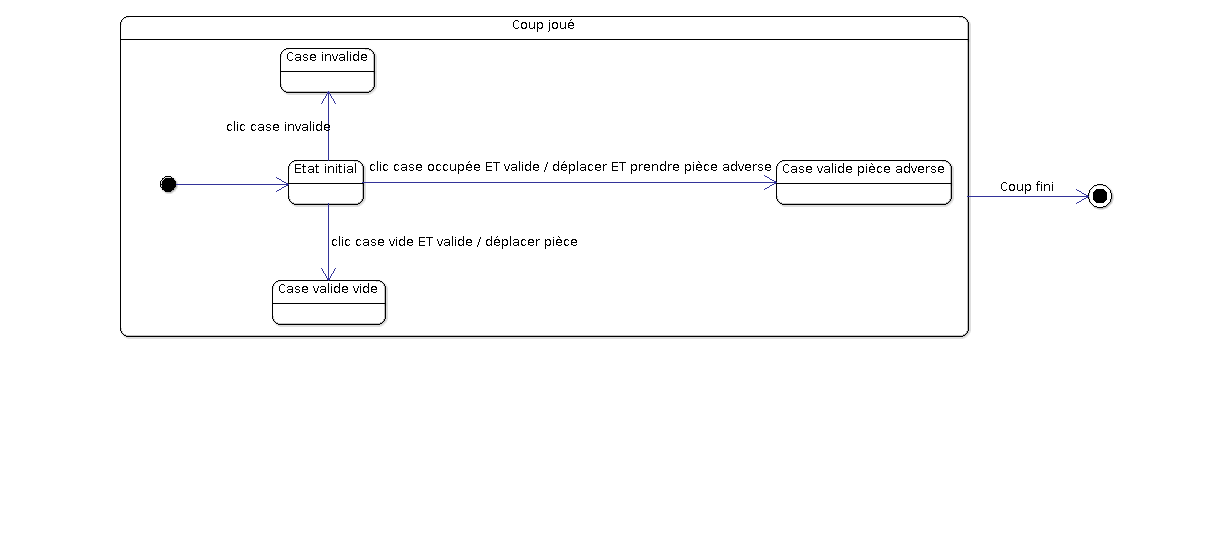 Coup joué
Case invalide
clic case invalide
Etat initial
clic case occupée ET valide / déplacer ET prendre pièce adverse
Case valide pièce adverse
Coup fini
clic case vide ET valide / déplacer pièce
Case valide vide